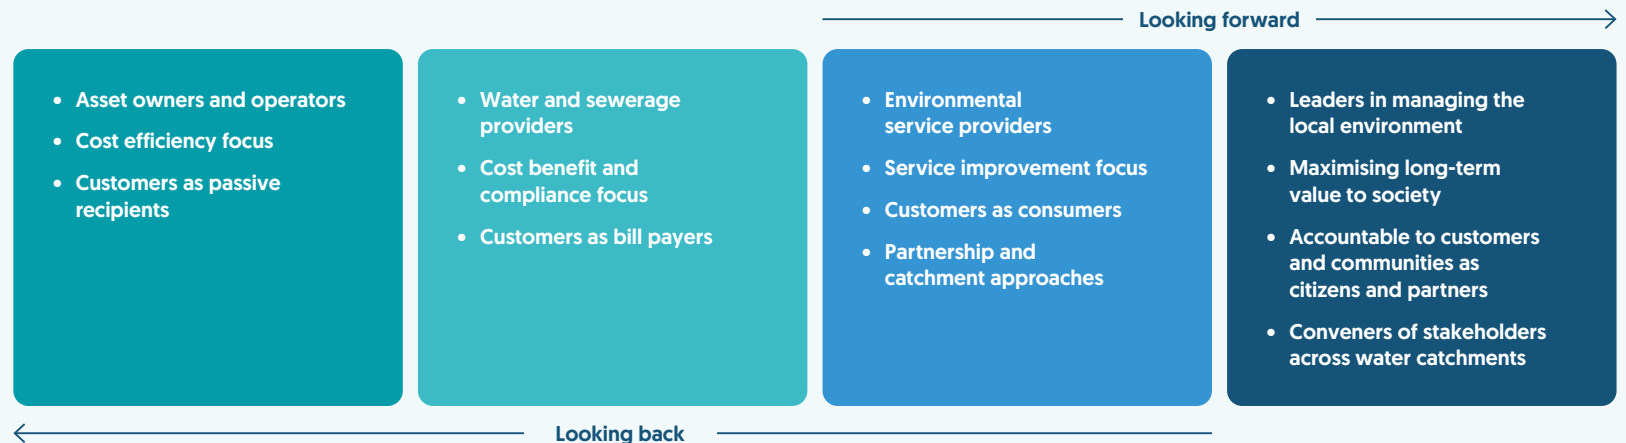 Looking forward
• Asset owners and operators
• Cost efficiency focus
• Customers as passive
recipients
• Water and sewerage
providers
• Cost benefit and
compliance focus
• Customers as bill payers
• Environmental
service providers
• Service improvement focus
• Customers as consumers
• Partnership and
catchment approaches
• Leaders in managing the
local environment
• Maximising long-term
value to society
• Accountable to customers
and communities as
citizens and partners
• Conveners of stakeholders
across water catchments
Looking back